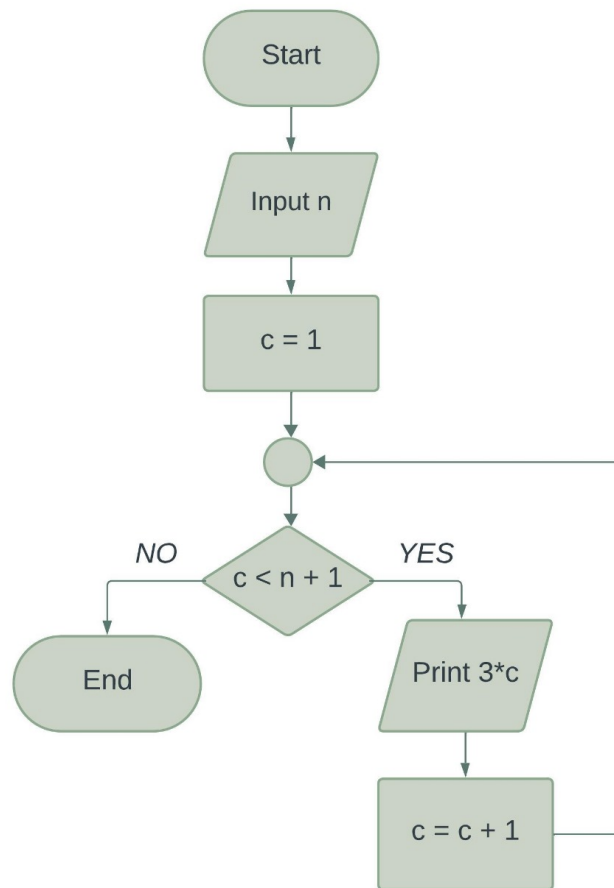 Start
Input n
c = 1
NO
YES
c < n + 1
End
Print 3*c
c = c + 1